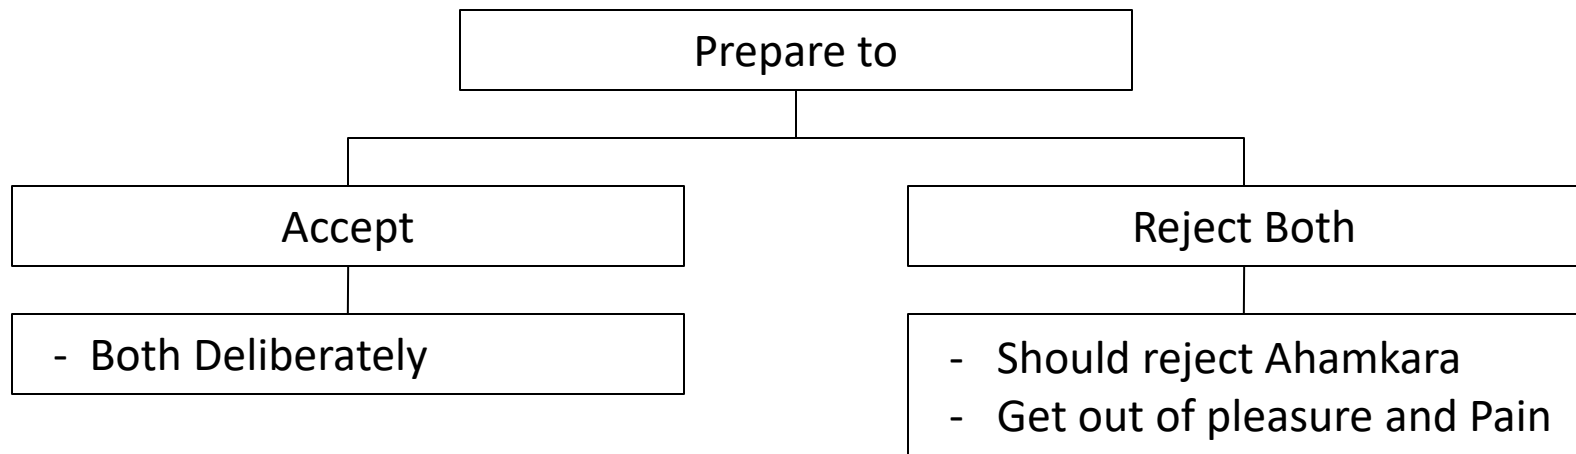 Prepare to
Accept
Reject Both
- Both Deliberately
- Should reject Ahamkara
- Get out of pleasure and Pain